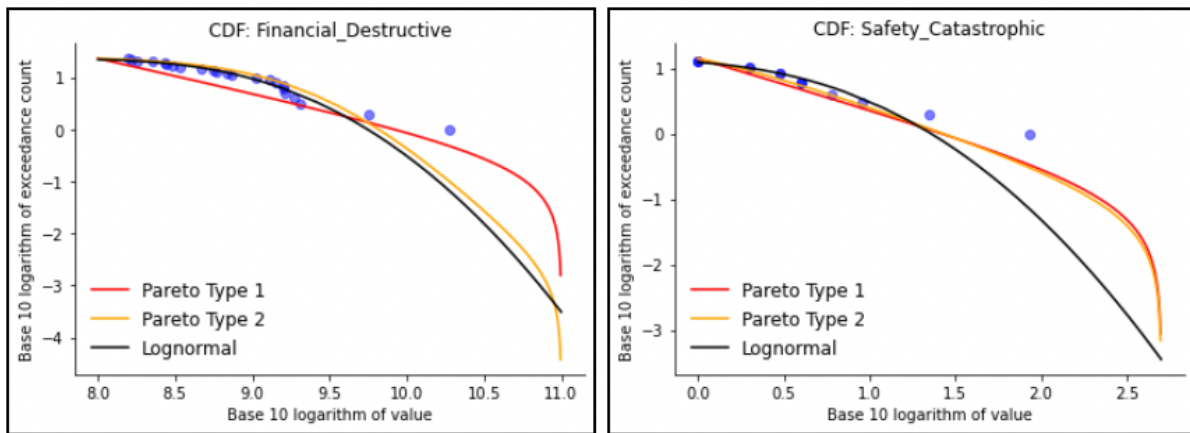 CDF: Financial_Destructive
Base 10 logarithm of exceedance count
1
0
-1
-2
-3
-4
Pareto Type 1
Pareto Type 2
Lognormal
8.0 8.5 9.0 9.5 10.0 10.5 11.0
Base 10 logarithm of value
CDF: Safety_Catastrophic
Base 10 logarithm of exceedance count
1
0
-1
-2
-3
Pareto Type 1
Pareto Type 2
Lognormal
0.0 0.5 1.0 1.5 2.0 2.5
Base 10 logarithm of value